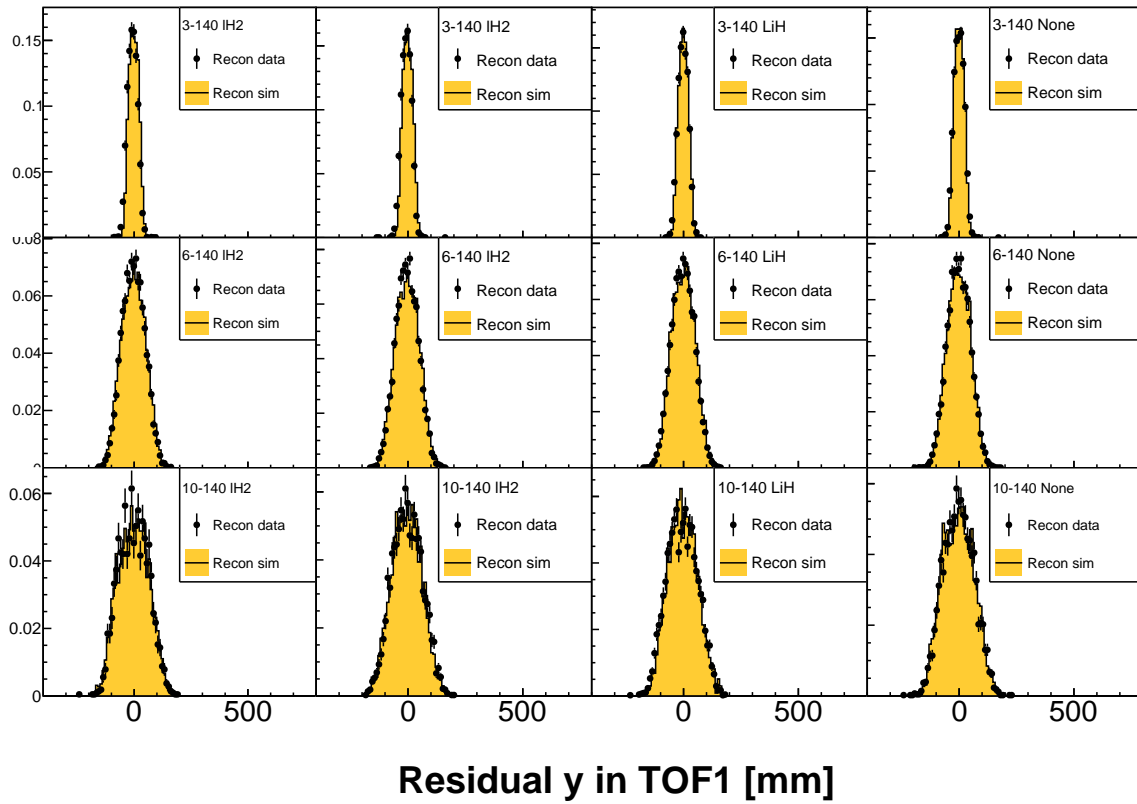 0.15
0.1
0.05
0
3-140 lH2
Recon data
Recon sim
3-140 lH2
Recon data
Recon sim
3-140 LiH
Recon data
Recon sim
3-140 None
Recon data
Recon sim
0.08
0.06
0.04
0.02
0
6-140 lH2
Recon data
Recon sim
6-140 lH2
Recon data
Recon sim
6-140 LiH
Recon data
Recon sim
6-140 None
Recon data
Recon sim
0.06
0.04
0.02
0
10-140 lH2
Recon data
Recon sim
10-140 lH2
Recon data
Recon sim
10-140 LiH
Recon data
Recon sim
10-140 None
Recon data
Recon sim
0 500 0 500 0 500 0 500
Residual y in TOF1 [mm]